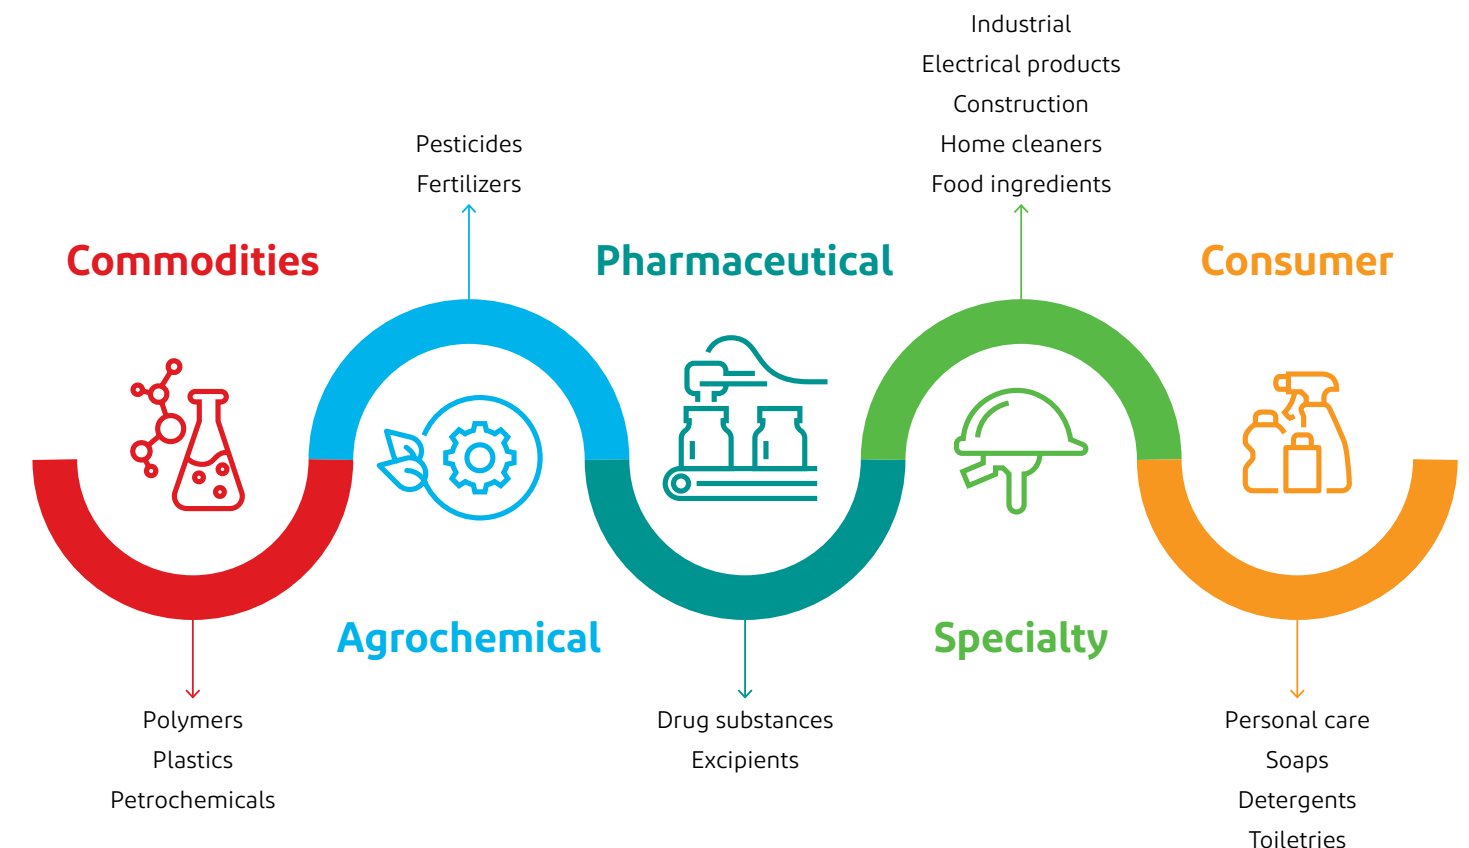 Industrial
Electrical products
Construction
Home cleaners
Food ingredients
Pesticides
Fertilizers
Commodities
Pharmaceutical
Consumer
Agrochemical
Specialty
Polymers
Plastics
Petrochemicals
Drug substances
Excipients
Personal care
Soaps
Detergents
Toiletries